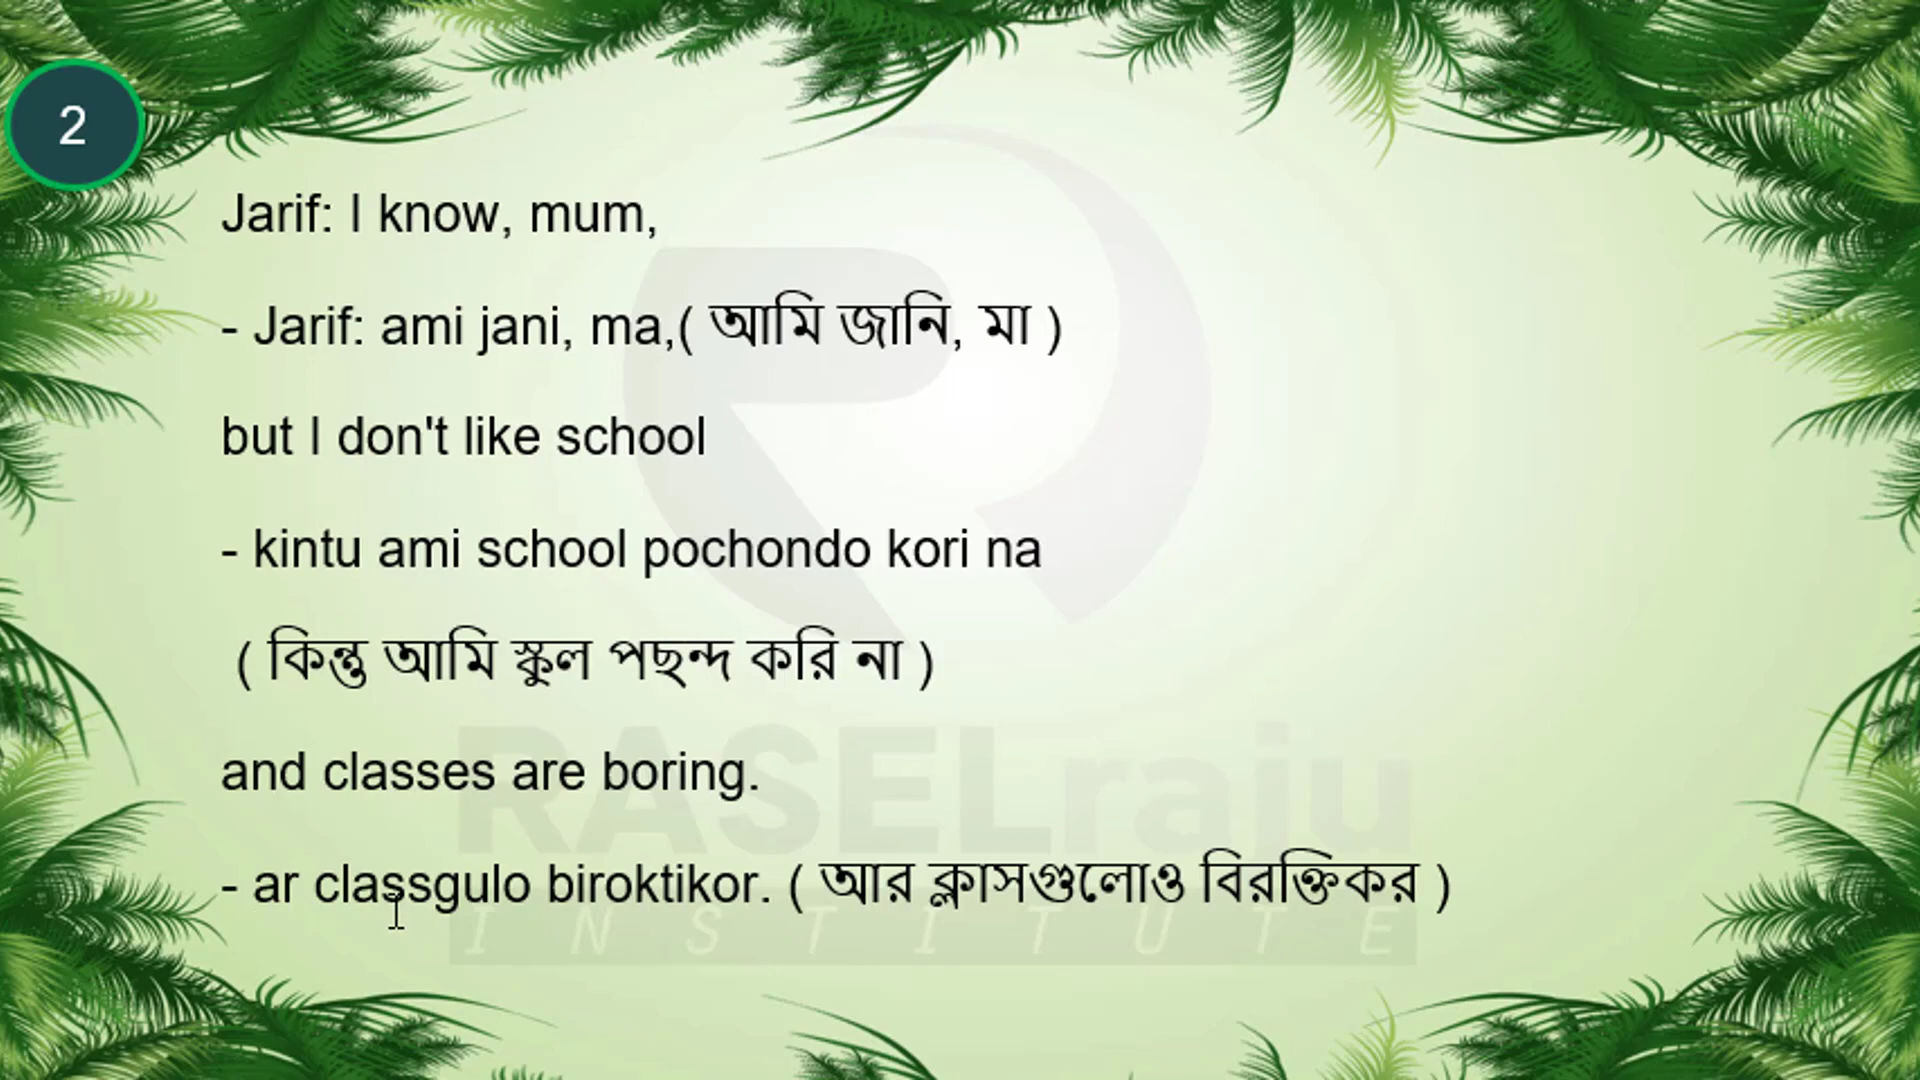 2
Jarif: I know, mum,
- Jarif: ami jani, ma,( আমি জানি, মা )
but I don't like school
- kintu ami school pochondo kori na
( কিন্তু আমি স্কুল পছন্দ করি না )
and classes are boring.
- ar classgulo biroktikor. ( আর ক্লাসগুলোও বিরক্তিকর )
RASELraju
INSTITUTE